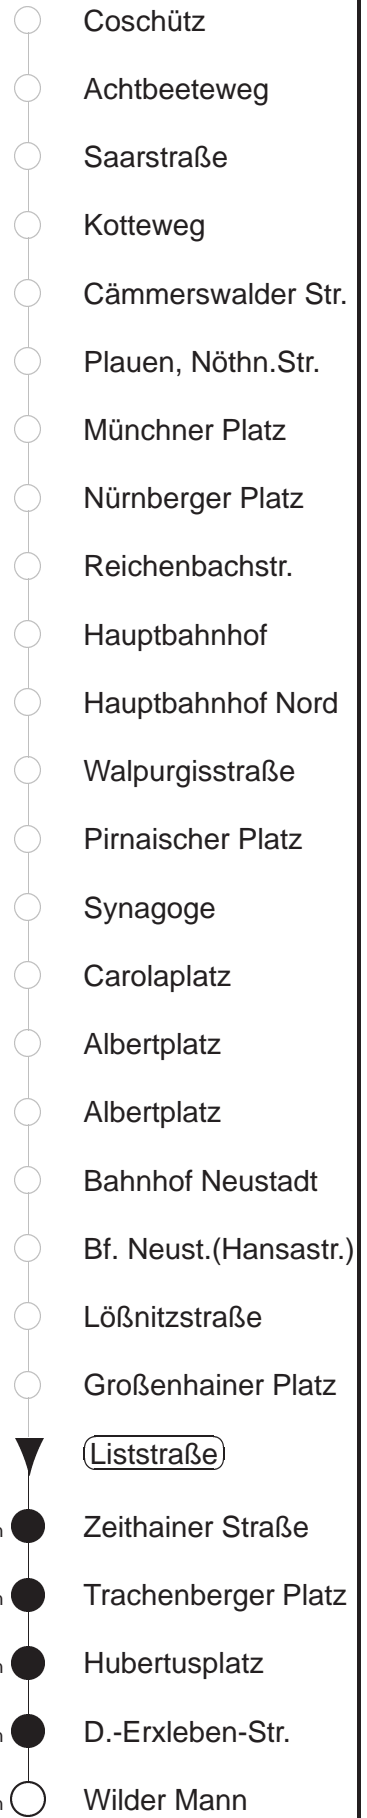 Coschütz
Achtbeeteweg
Saarstraße
Kotteweg
Cämmerswalder Str.
Plauen, Nöthn.Str.
Münchner Platz
Nürnberger Platz
Reichenbachstr.
Hauptbahnhof
Hauptbahnhof Nord
Walpurgisstraße
Pirnaischer Platz
Synagoge
Carolaplatz
Albertplatz
Albertplatz
Bahnhof Neustadt
Bf. Neust.(Hansastr.)
Lößnitzstraße
Großenhainer Platz
Liststraße
Zeithainer Straße
Trachenberger Platz
Hubertusplatz
D.-Erxleben-Str.
Wilder Mann